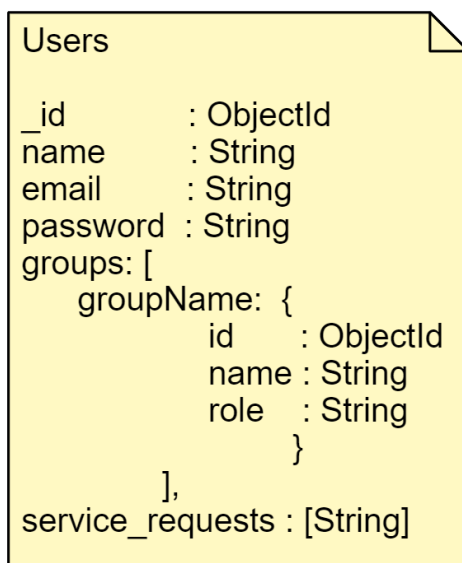 Users
_id : ObjectId
name : String
email : String
password : String
groups: [
groupName: {
id : ObjectId
name : String
role : String
}
],
service_requests : [String]